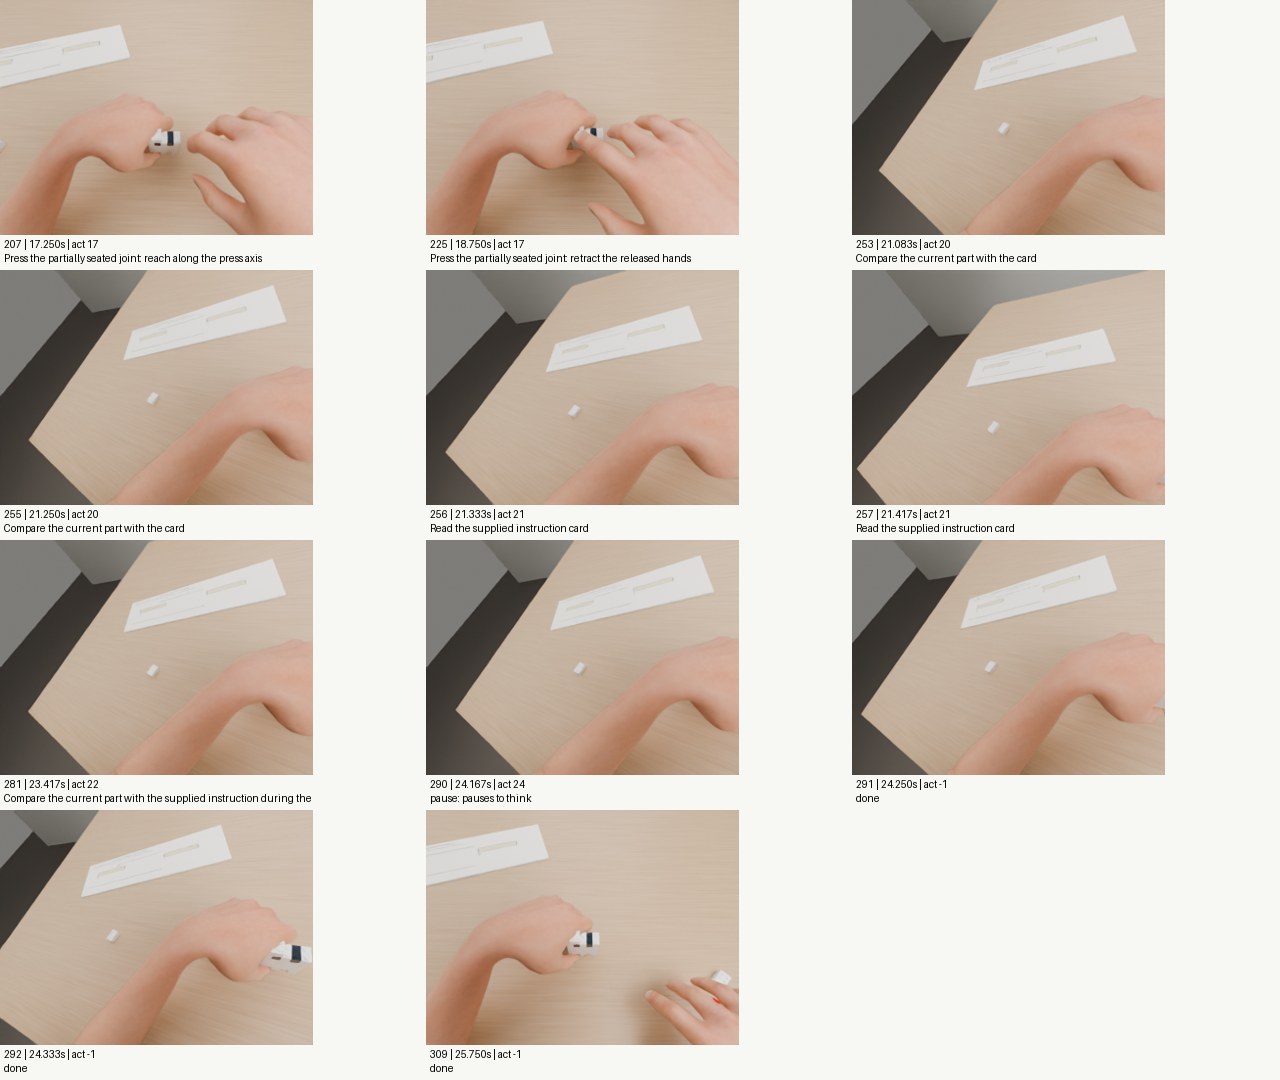 207 | 17.250s | act 17
Press the partially seated joint: reach along the press axis
225 | 18.750s | act 17
Press the partially seated joint: retract the released hands
253 | 21.083s | act 20
Compare the current part with the card
255 | 21.250s | act 20
Compare the current part with the card
256 | 21.333s | act 21
Read the supplied instruction card
257 | 21.417s | act 21
Read the supplied instruction card
281 | 23.417s | act 22
Compare the current part with the supplied instruction during the
290 | 24.167s | act 24
pause: pauses to think
291 | 24.250s | act -1
done
292 | 24.333s | act -1
done
309 | 25.750s | act -1
done